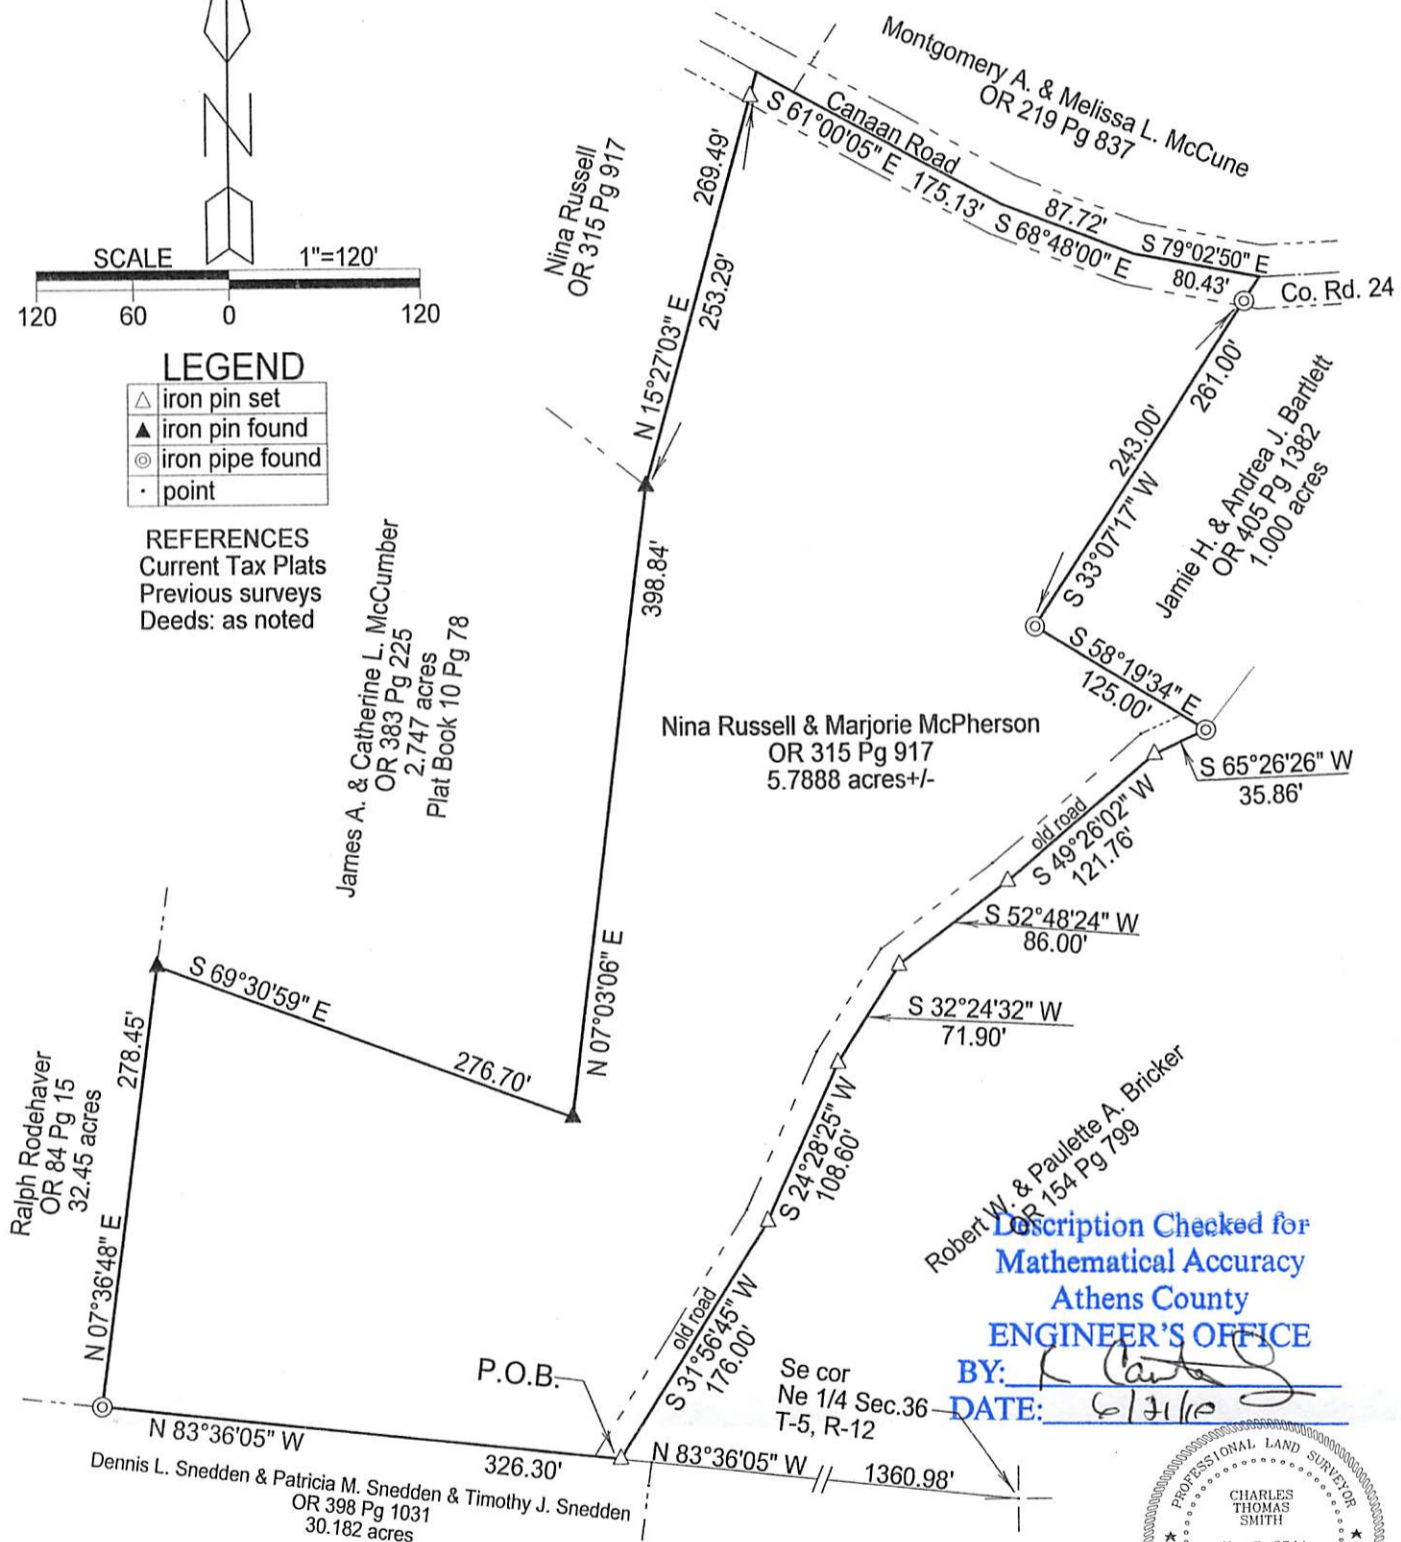 N
SCALE 1"=120'
120 60 0 120
LEGEND
△ iron pin set
▲ iron pin found
◎ iron pipe found
· point
REFERENCES
Current Tax Plats
Previous surveys
Deeds: as noted
Montgomery A. & Melissa L. McCune
OR 219 Pg 837
Canaan Road
S 61°00'05" E 175.13'
87.72'
S 68°48'00" E
S 79°02'50" E
80.43'
Co. Rd. 24
Nina Russell
OR 315 Pg 917
269.49'
N 15°27'03" E
253.29'
261.00'
243.00'
S 33°07'17" W
Jamie H. & Andrea J. Bartlett
OR 405 Pg 1382
1.000 acres
S 58°19'34" E
125.00'
398.84'
N 07°03'06" E
James A. & Catherine L. McCumber
OR 383 Pg 225
2.747 acres
Plat Book 10 Pg 78
Nina Russell & Marjorie McPherson
OR 315 Pg 917
5.7888 acres+/-
S 65°26'26" W
35.86'
old road
S 49°26'02" W
121.76'
S 52°48'24" W
86.00'
S 32°24'32" W
71.90'
S 69°30'59" E
276.70'
278.45'
N 07°36'48" E
Ralph Rodehaver
OR 84 Pg 15
32.45 acres
S 24°28'25" W
108.60'
Robert W. & Paulette A. Bricker
OR 154 Pg 799
Description Checked for
Mathematical Accuracy
Athens County
ENGINEER'S OFFICE
BY:
DATE: 6/21/10
old road
S 31°56'45" W
176.00'
P.O.B.
Se cor
Ne 1/4 Sec.36
T-5, R-12
N 83°36'05" W
326.30'
N 83°36'05" W 1360.98'
Dennis L. Snedden & Patricia M. Snedden & Timothy J. Snedden
OR 398 Pg 1031
30.182 acres
PROFESSIONAL LAND SURVEYOR
CHARLES
THOMAS
SMITH